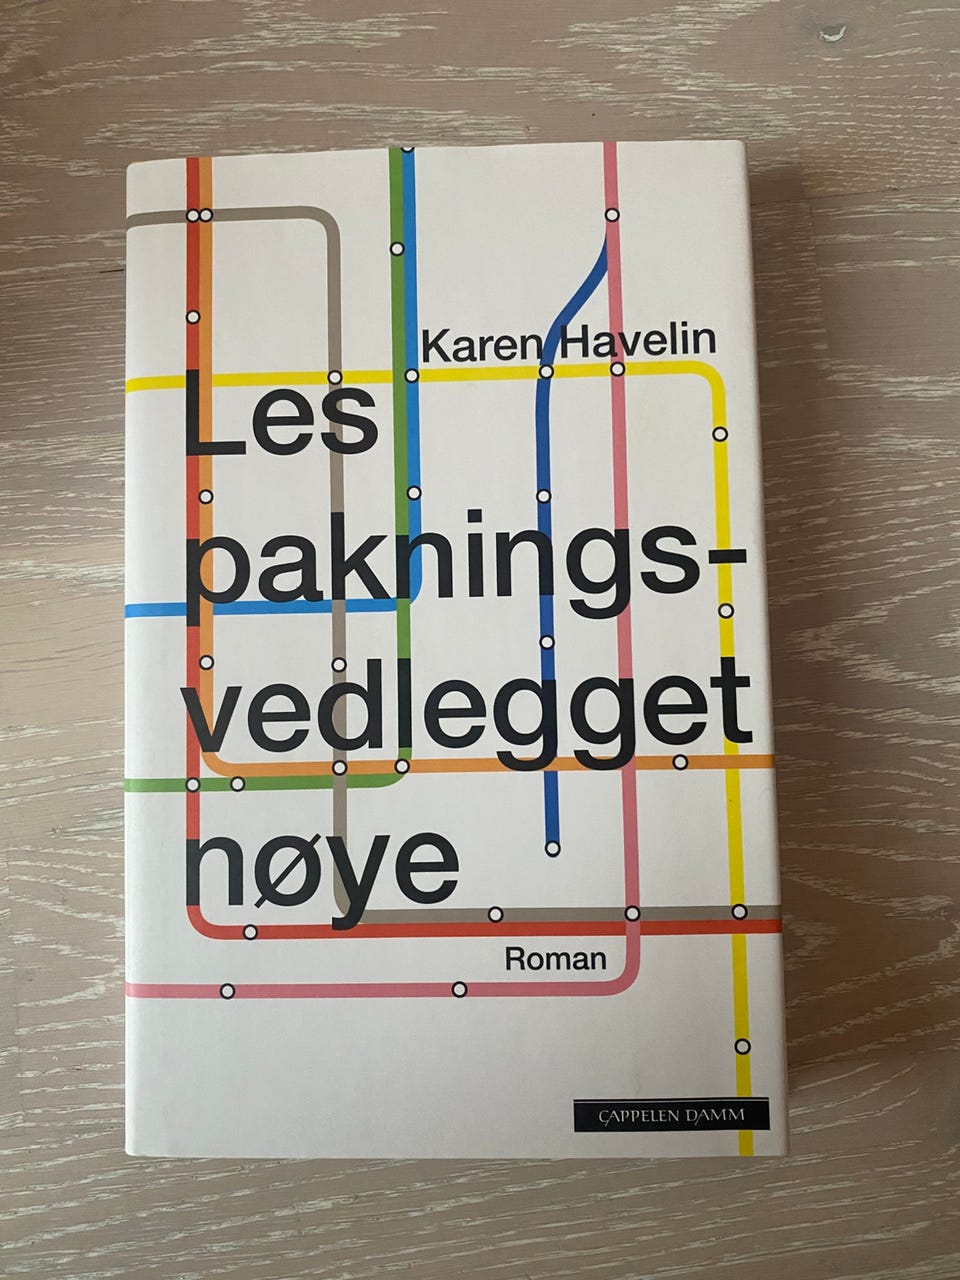 Karen Havelin
Les
paknings-
vedlegget
nøye
Roman
CAPPELEN DAMM